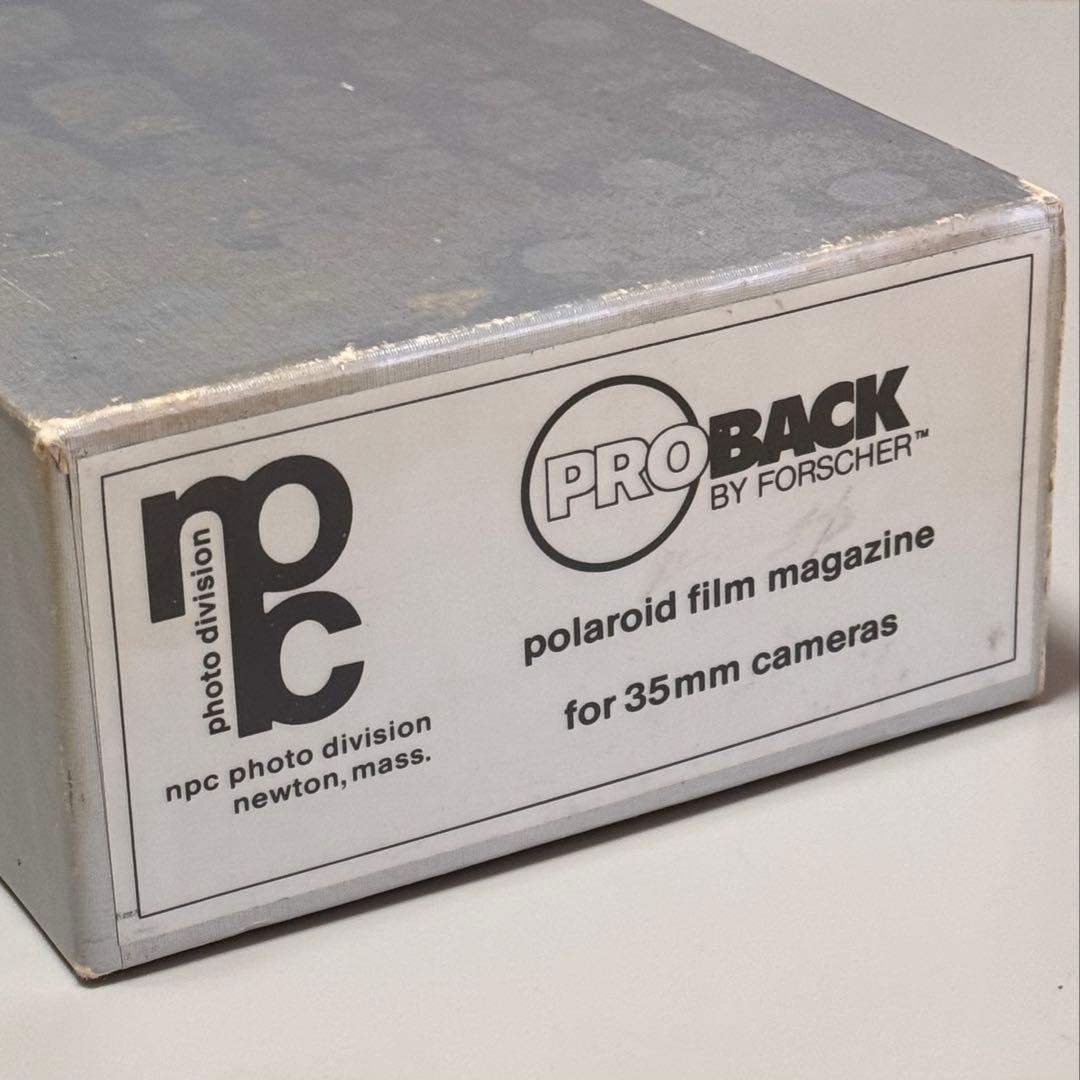 npc
photo division
npc photo division
newton, mass.
PROBACK
BY FORSCHER™
polaroid film magazine
for 35mm cameras